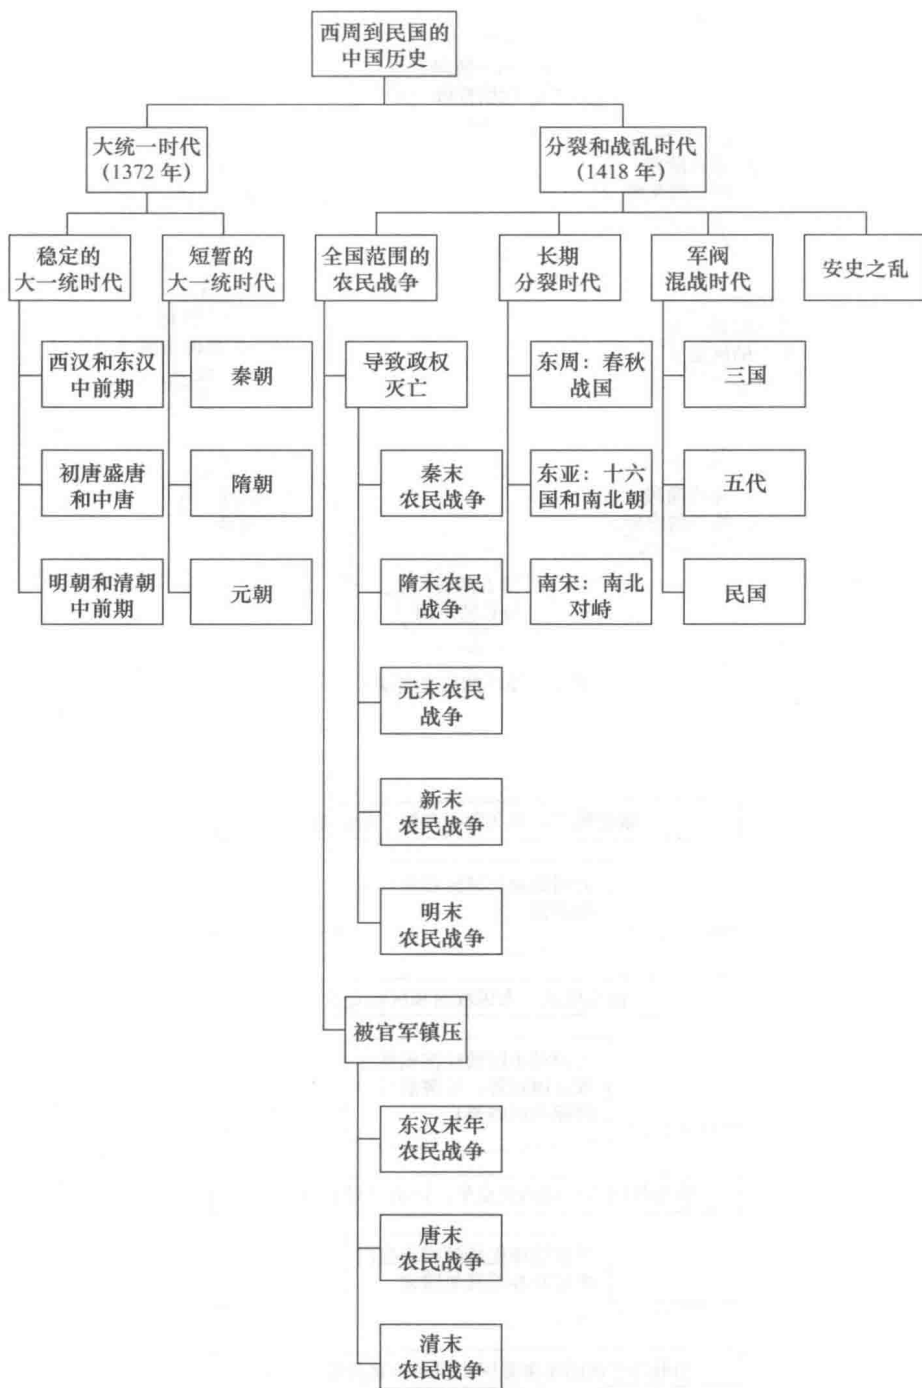 西周到民国的
中国历史
大统一时代
(1372 年)
分裂和战乱时代
(1418 年)
稳定的
大一统时代
短暂的
大一统时代
全国范围的
农民战争
长期
分裂时代
军阀
混战时代
安史之乱
西汉和东汉
中前期
秦朝
导致政权
灭亡
东周：春秋
战国
三国
初唐盛唐
和中唐
隋朝
秦末
农民战争
东亚：十六
国和南北朝
五代
明朝和清朝
中前期
元朝
隋末农民
战争
南宋：南北
对峙
民国
元末农民
战争
新末
农民战争
明末
农民战争
被官军镇压
东汉末年
农民战争
唐末
农民战争
清末
农民战争